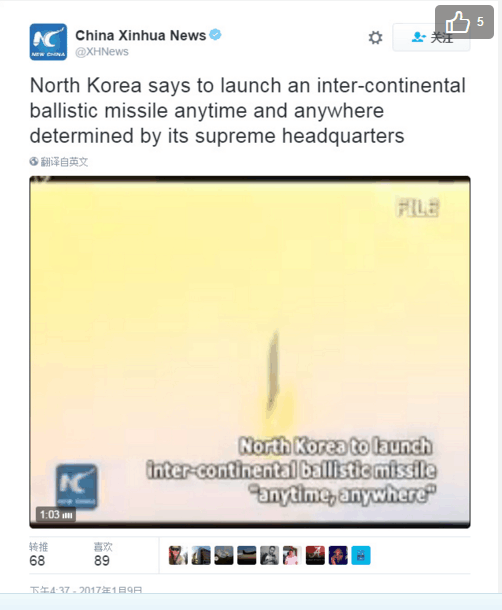 5
China Xinhua News
@XHNews
关注
North Korea says to launch an inter-continental
ballistic missile anytime and anywhere
determined by its supreme headquarters
翻译自英文
FILE
North Korea to launch
inter-continental ballistic missile
"anytime, anywhere"
NEW CHINA
NEW CHINA
1:03
转推
喜欢
68
89
下午4:37 - 2017年1月9日